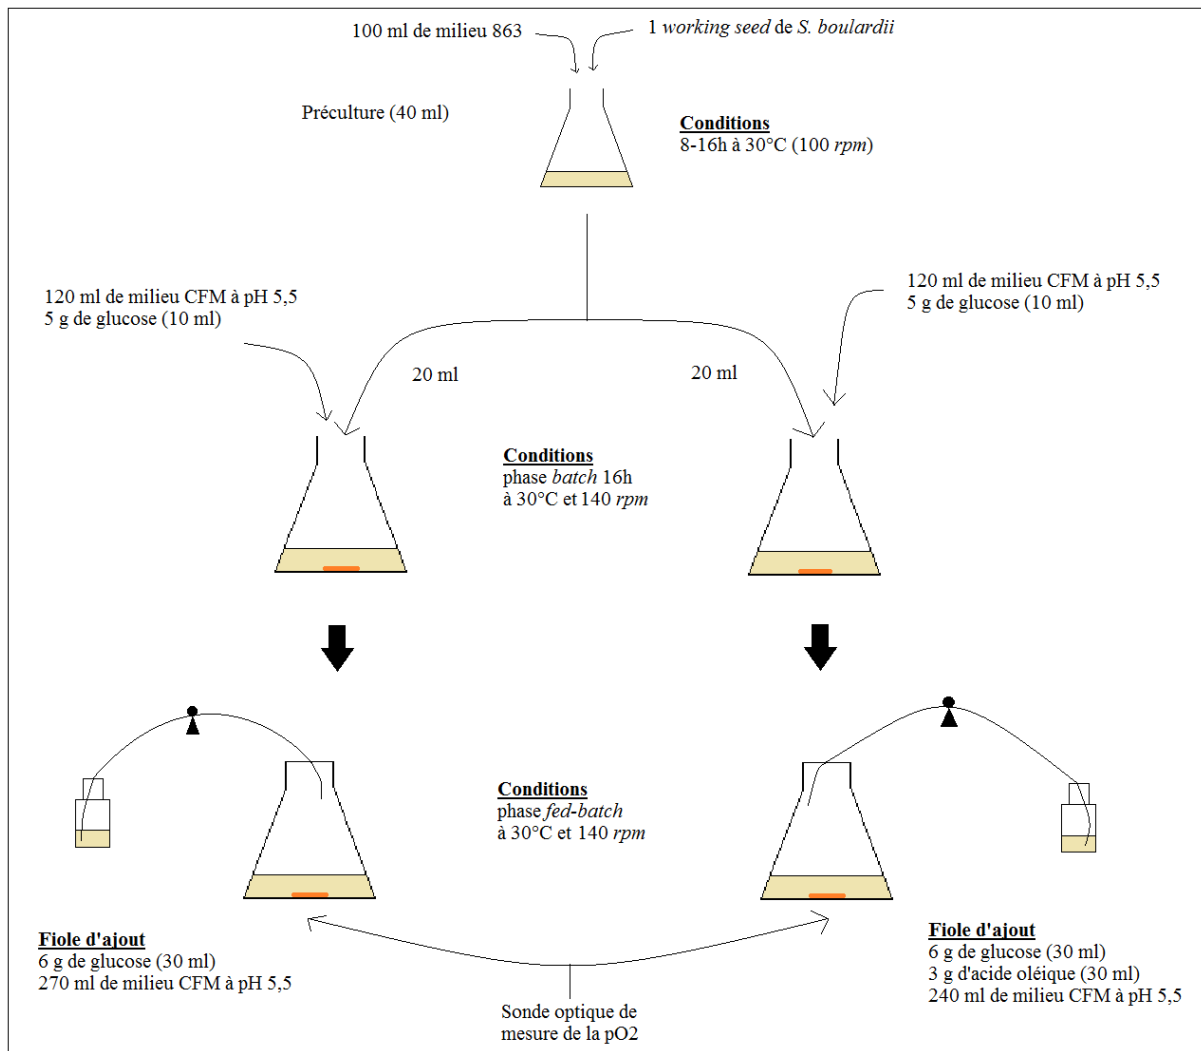 100 ml de milieu 863
1 working seed de S. boulardii
Préculture (40 ml)
Conditions
8-16h à 30°C (100 rpm)
120 ml de milieu CFM à pH 5,5
5 g de glucose (10 ml)
120 ml de milieu CFM à pH 5,5
5 g de glucose (10 ml)
20 ml
20 ml
Conditions
phase batch 16h
à 30°C et 140 rpm
Conditions
phase fed-batch
à 30°C et 140 rpm
Fiole d'ajout
6 g de glucose (30 ml)
270 ml de milieu CFM à pH 5,5
Fiole d'ajout
6 g de glucose (30 ml)
3 g d'acide oléique (30 ml)
240 ml de milieu CFM à pH 5,5
Sonde optique de
mesure de la pO2